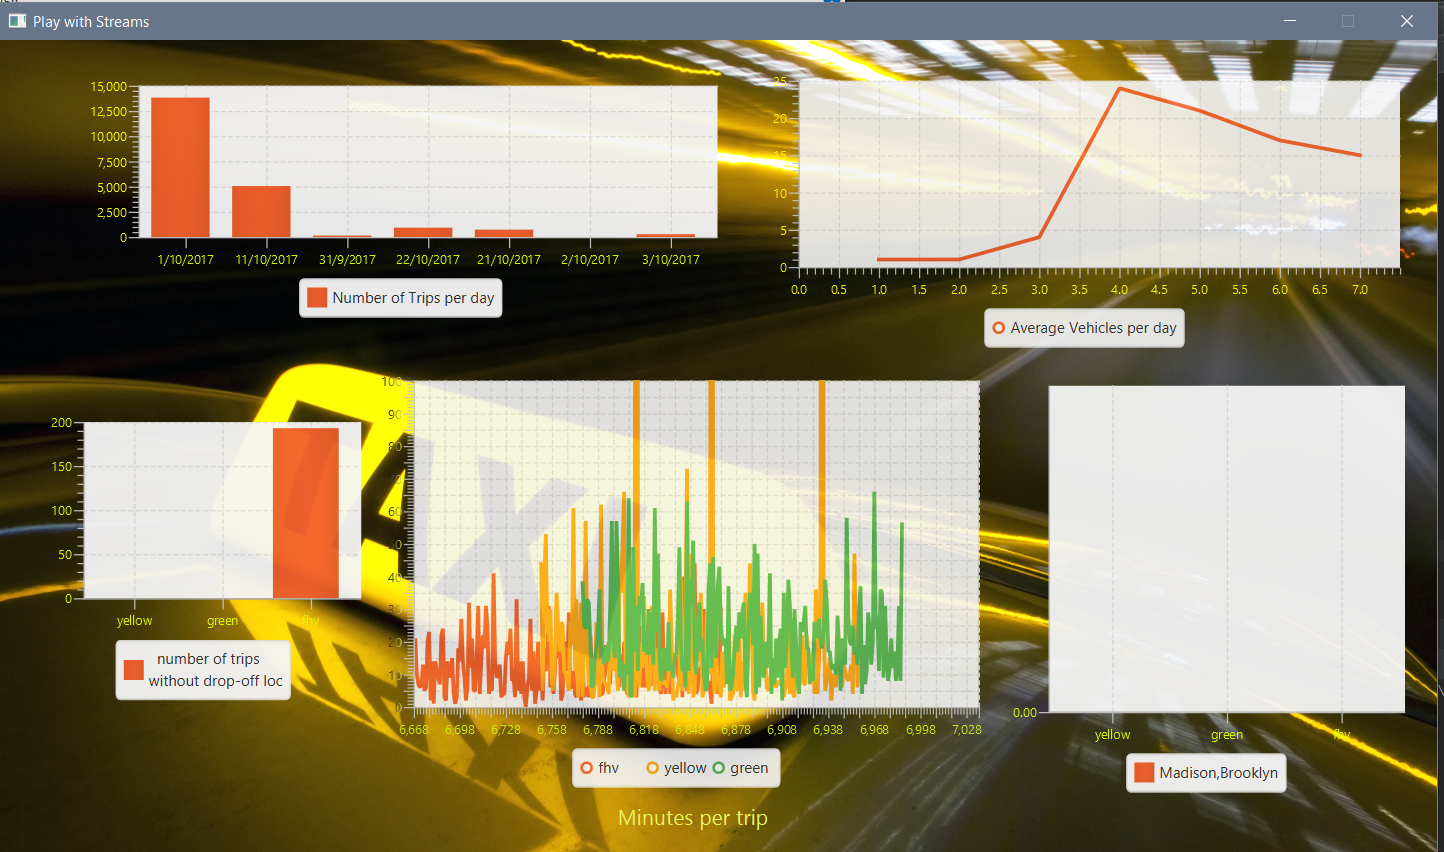 Play with Streams
15,000
12,500
10,000
7,500
5,000
2,500
0
1/10/2017 11/10/2017 31/9/2017 22/10/2017 21/10/2017 2/10/2017 3/10/2017
Number of Trips per day
25
20
15
10
5
0
0.0 0.5 1.0 1.5 2.0 2.5 3.0 3.5 4.0 4.5 5.0 5.5 6.0 6.5 7.0
Average Vehicles per day
200
150
100
50
0
yellow green fhv
number of trips
without drop-off loc
100
90
80
70
60
50
40
30
20
10
0
6,668 6,698 6,728 6,758 6,788 6,818 6,848 6,878 6,908 6,938 6,968 6,998 7,028
fhv yellow green
Minutes per trip
0.00
yellow green fhv
Madison,Brooklyn